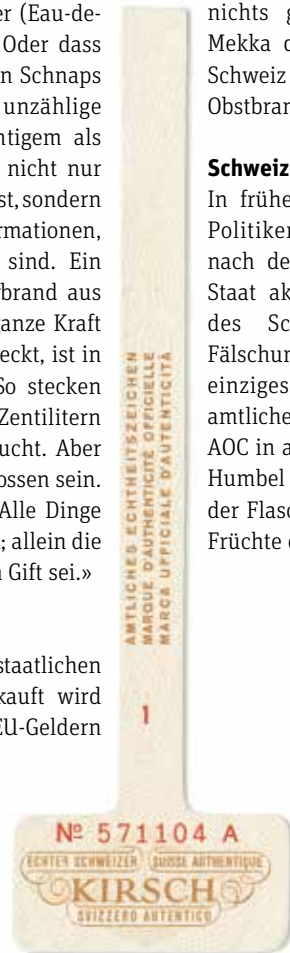 er (Eau-de-
Oder dass
n Schnaps
unzählige
ntigem als
nicht nur
st, sondern
rmationen,
sind. Ein
brand aus
ganze Kraft
eckt, ist in
So stecken
Zentilitern
ucht. Aber
ossen sein.
Alle Dinge
; allein die
n Gift sei.»
staatlichen
kauft wird
EU-Geldern
AMTLICHES ECHTHEITSZEICHEN
MARQUE D'AUTHENTICITÉ OFFICIELLE
MARCA UFFICIALE D'AUTENTICITÀ
1
Nº 571104 A
ECHTER SCHWEIZER SUISSE AUTHENTIQUE
KIRSCH
SVIZZERO AUTENTICO
nichts g
Mekka d
Schweiz
Obstbran
Schweiz
In frühe
Politiker
nach de
Staat ak
des Sc
Fälschun
einziges
amtliche
AOC in a
Humbel
der Flasc
Früchte d